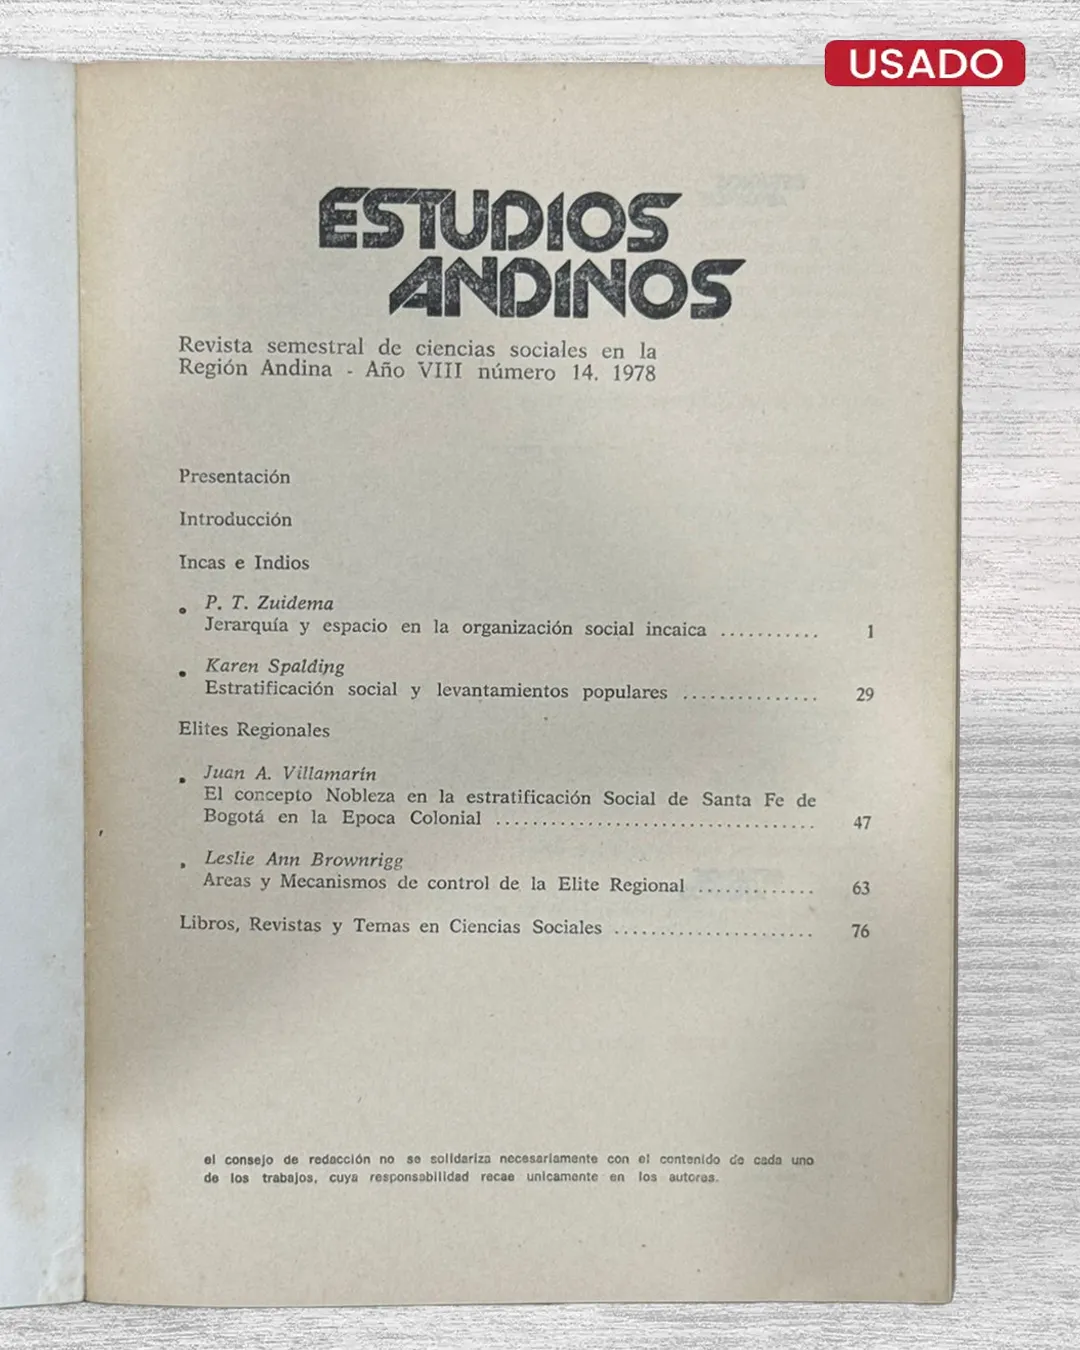 USADO
ESTUDIOS
ANDINOS
Revista semestral de ciencias sociales en la
Región Andina - Año VIII número 14. 1978
Presentación
Introducción
Incas e Indios
• P. T. Zuidema
Jerarquía y espacio en la organización social incaica ........... 1
• Karen Spalding
Estratificación social y levantamientos populares ............... 29
Elites Regionales
• Juan A. Villamarín
El concepto Nobleza en la estratificación Social de Santa Fe de
Bogotá en la Epoca Colonial ................................... 47
• Leslie Ann Brownrigg
Areas y Mecanismos de control de la Elite Regional ............. 63
Libros, Revistas y Temas en Ciencias Sociales ...................... 76
el consejo de redacción no se solidariza necesariamente con el contenido de cada uno
de los trabajos, cuya responsabilidad recae unicamente en los autores.